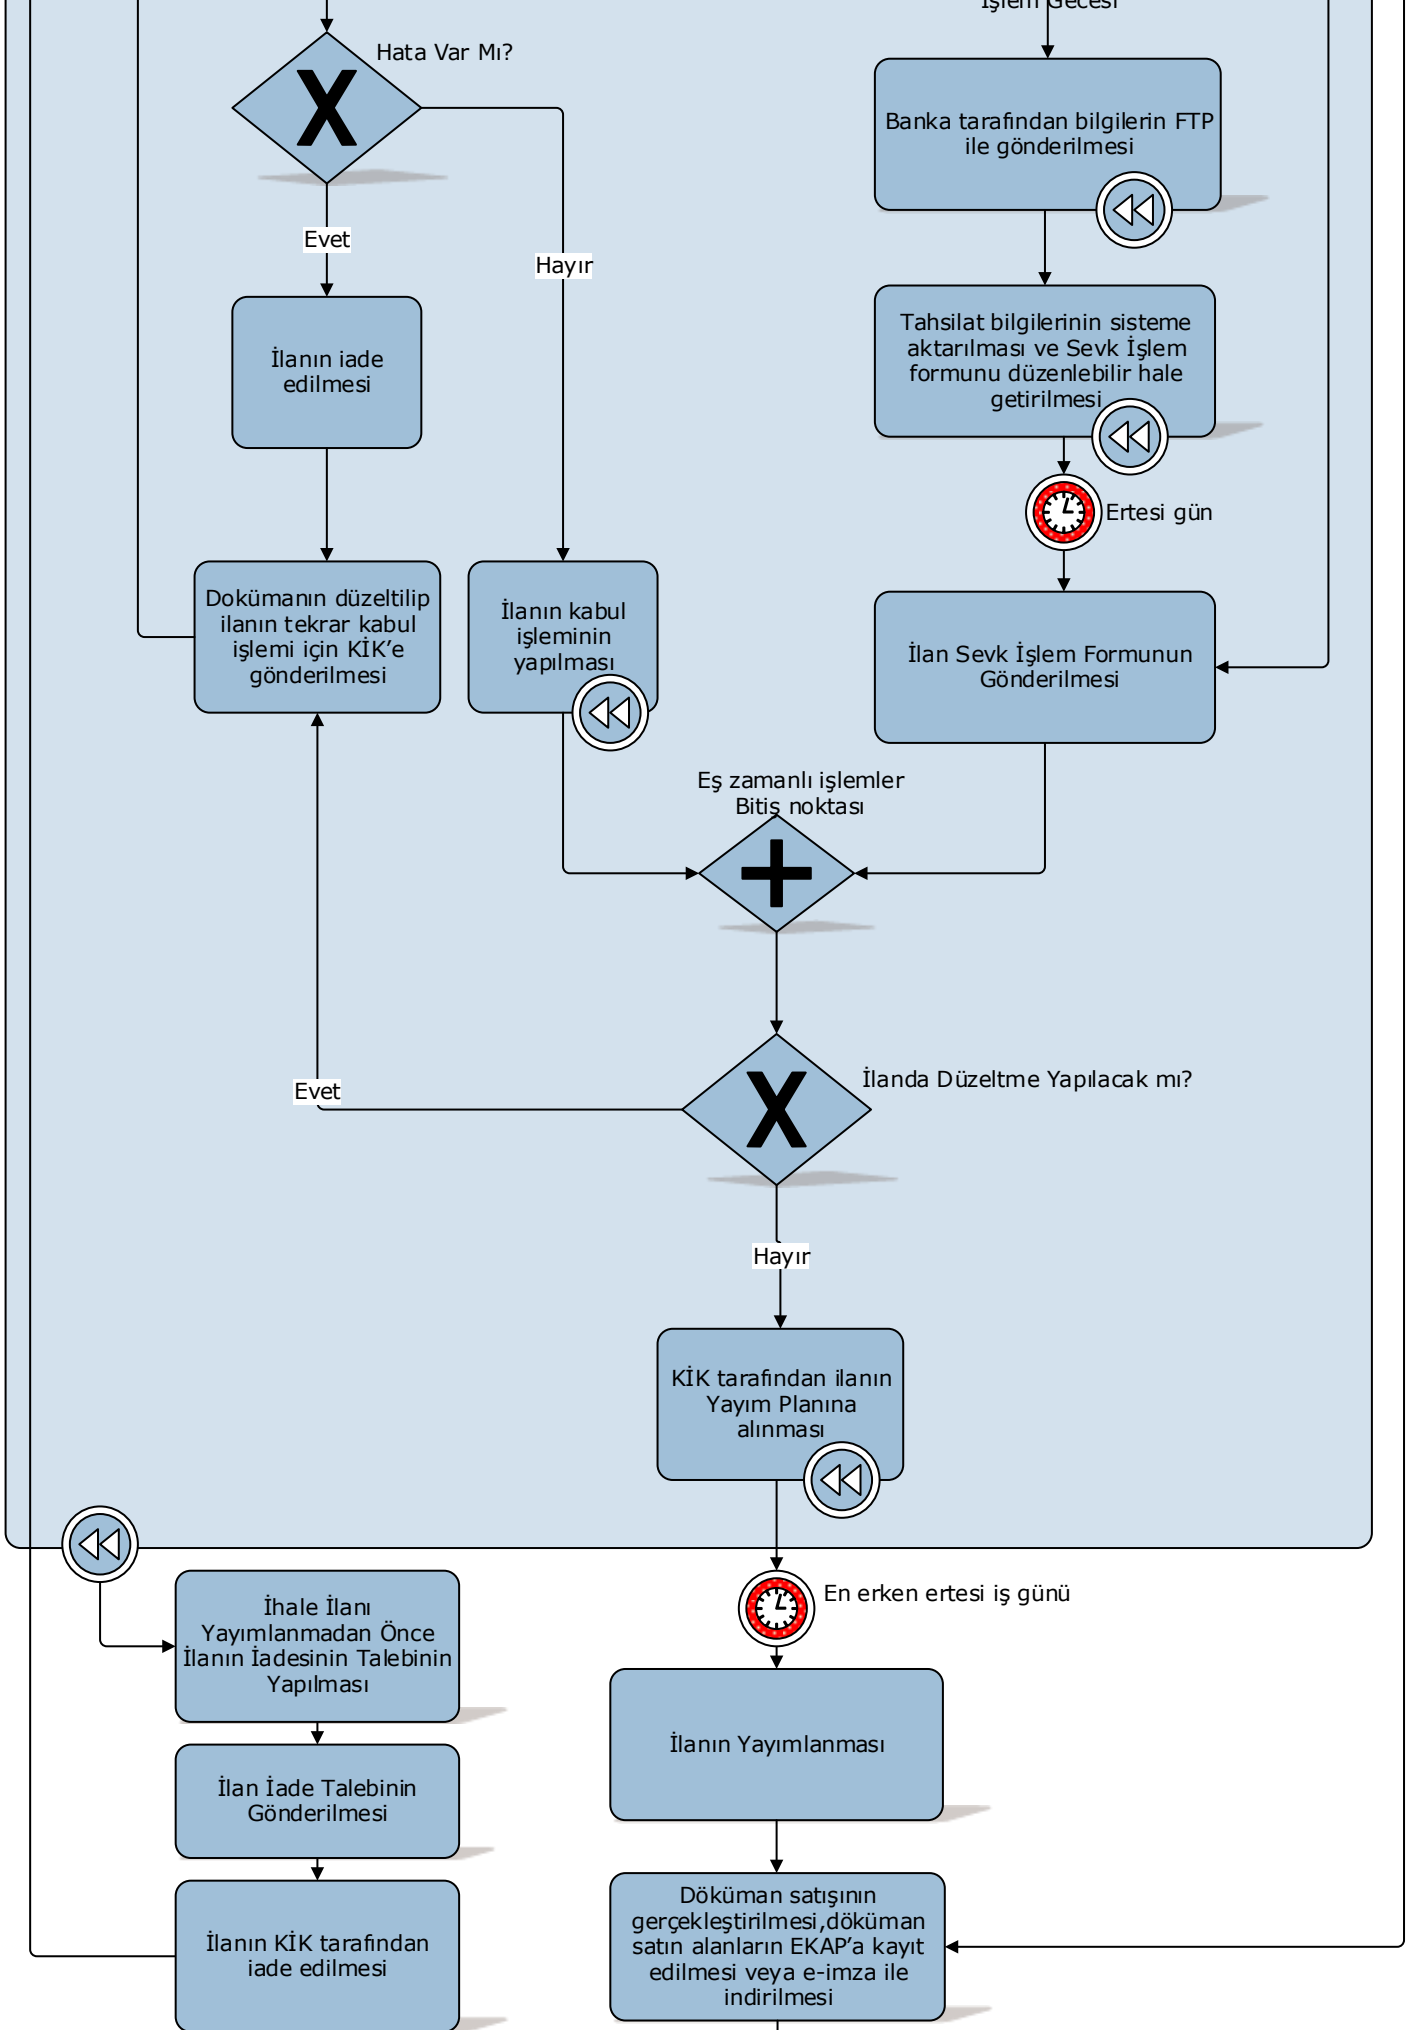 İşlem Gecesi
Hata Var Mı?
Banka tarafından bilgilerin FTP
ile gönderilmesi
Evet
Hayır
İlanın iade
edilmesi
Tahsilat bilgilerinin sisteme
aktarılması ve Sevk İşlem
formunu düzenlebilir hale
getirilmesi
Ertesi gün
Dokümanın düzeltilip
ilanın tekrar kabul
işlemi için KİK’e
gönderilmesi
İlanın kabul
işleminin
yapılması
İlan Sevk İşlem Formunun
Gönderilmesi
Eş zamanlı işlemler
Bitiş noktası
İlanda Düzeltme Yapılacak mı?
Evet
Hayır
KİK tarafından ilanın
Yayım Planına
alınması
En erken ertesi iş günü
İhale İlanı
Yayımlanmadan Önce
İlanın İadesinin Talebinin
Yapılması
İlanın Yayımlanması
İlan İade Talebinin
Gönderilmesi
Döküman satışının
gerçekleştirilmesi,döküman
satın alanların EKAP’a kayıt
edilmesi veya e-imza ile
indirilmesi
İlanın KİK tarafından
iade edilmesi